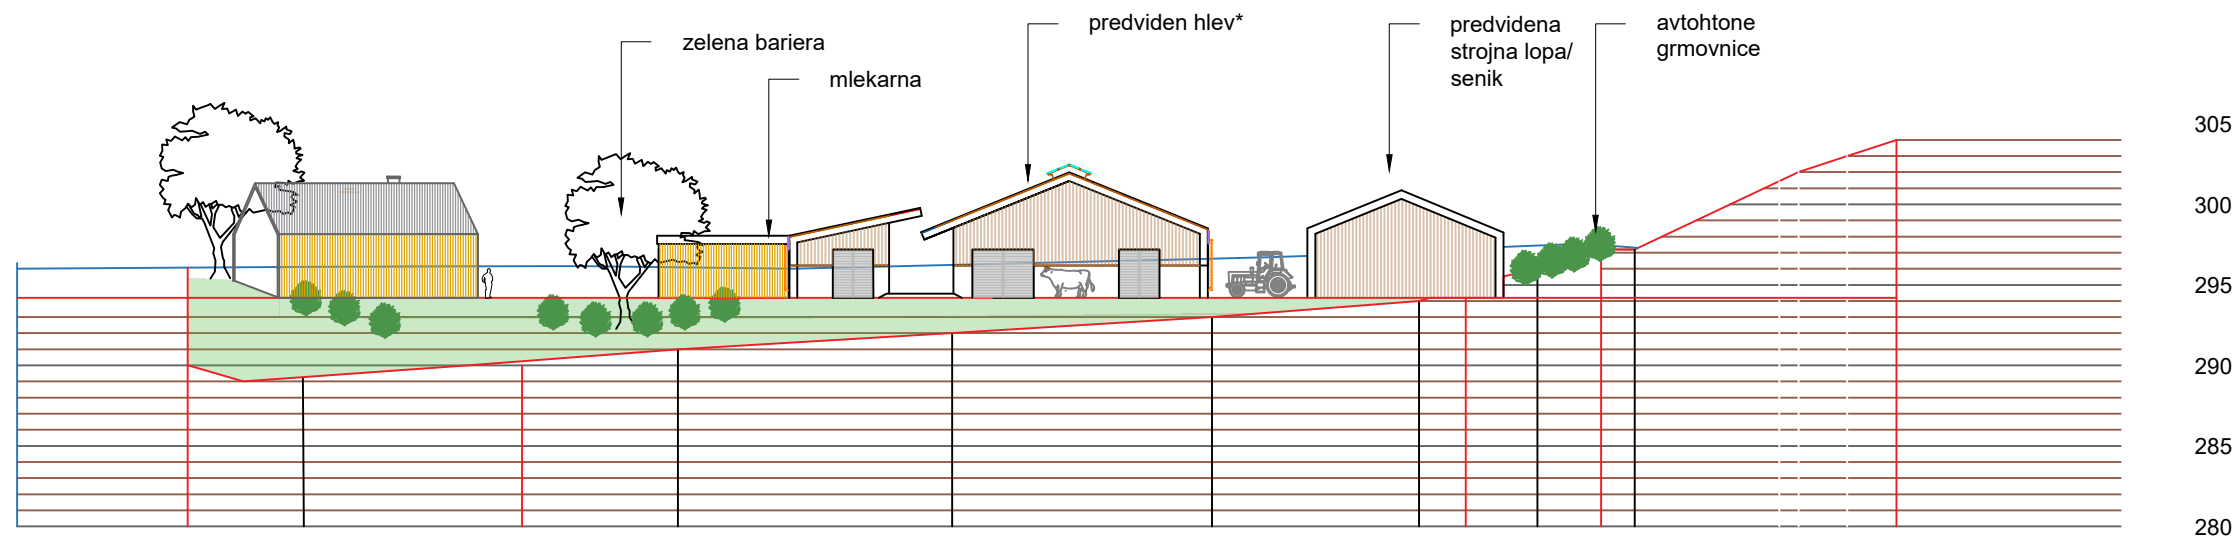 zelena bariera
mlekarna
predviden hlev*
predvidena
strojna lopa/
senik
avtohtone
grmovnice
305
300
295
290
285
280